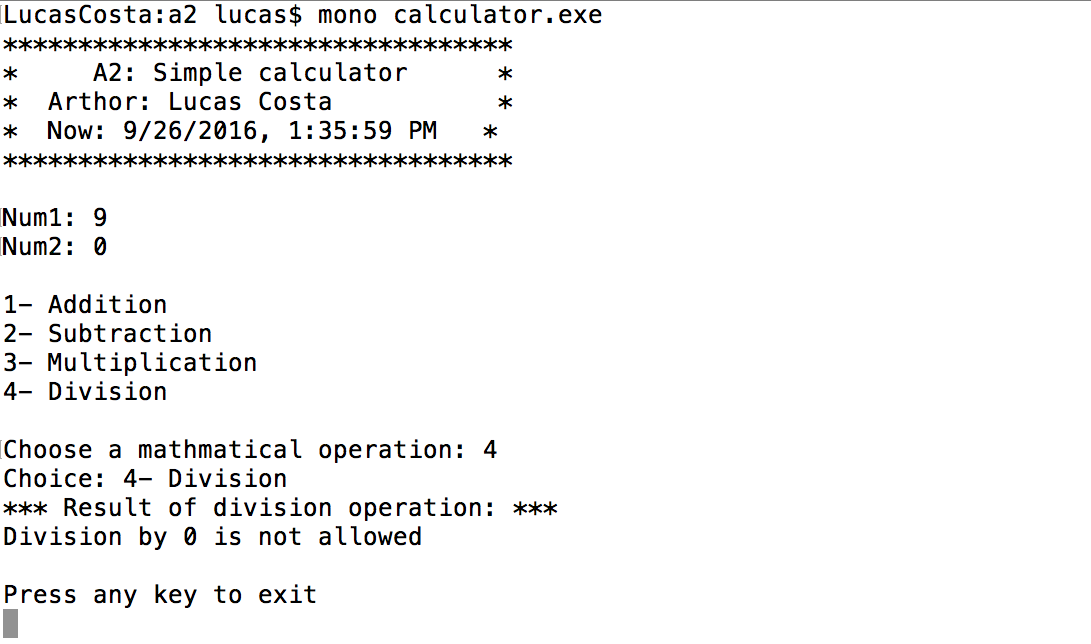 LucasCosta:a2 lucas$ mono calculator.exe
**********************************
*     A2: Simple calculator      *
*  Arthor: Lucas Costa           *
*  Now: 9/26/2016, 1:35:59 PM   *
**********************************
Num1: 9
Num2: 0
1- Addition
2- Subtraction
3- Multiplication
4- Division
Choose a mathmatical operation: 4
Choice: 4- Division
*** Result of division operation: ***
Division by 0 is not allowed
Press any key to exit